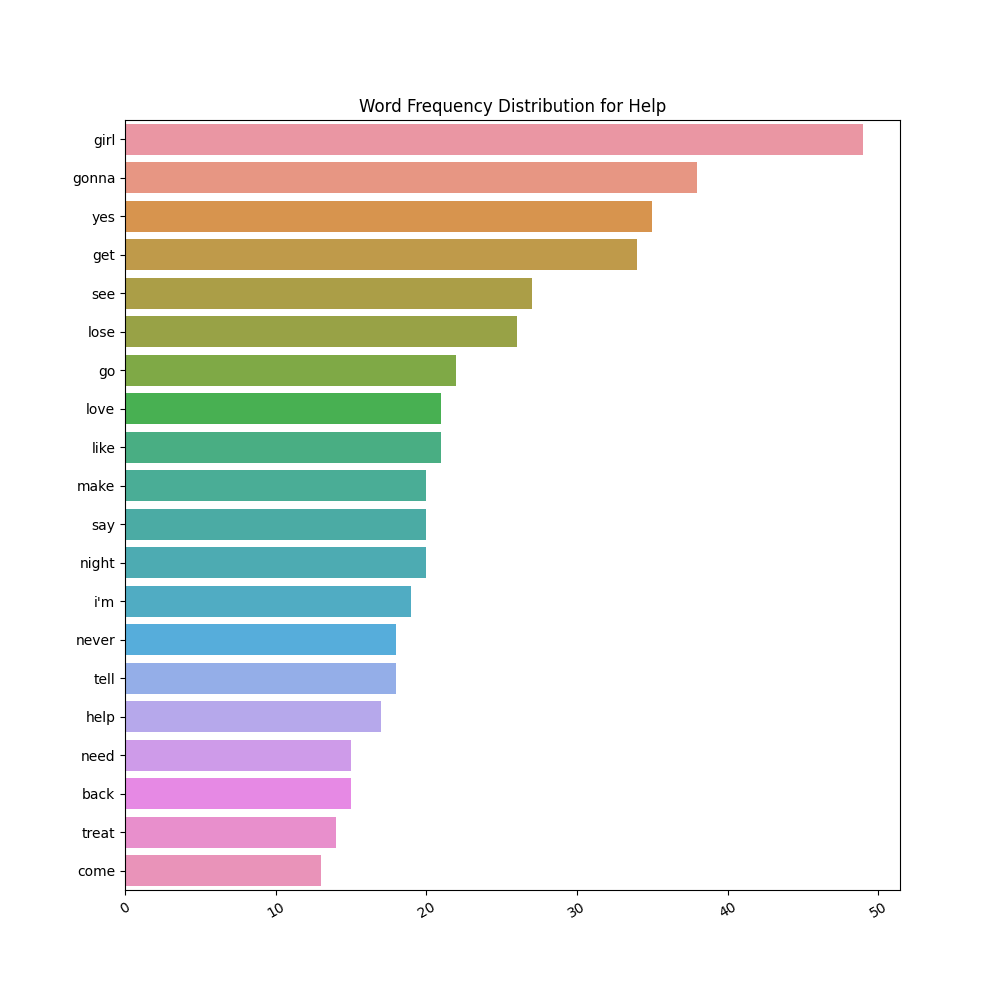 Word Frequency Distribution for Help
girl
gonna
yes
get
see
lose
go
love
like
make
say
night
i'm
never
tell
help
need
back
treat
come
0 10 20 30 40 50